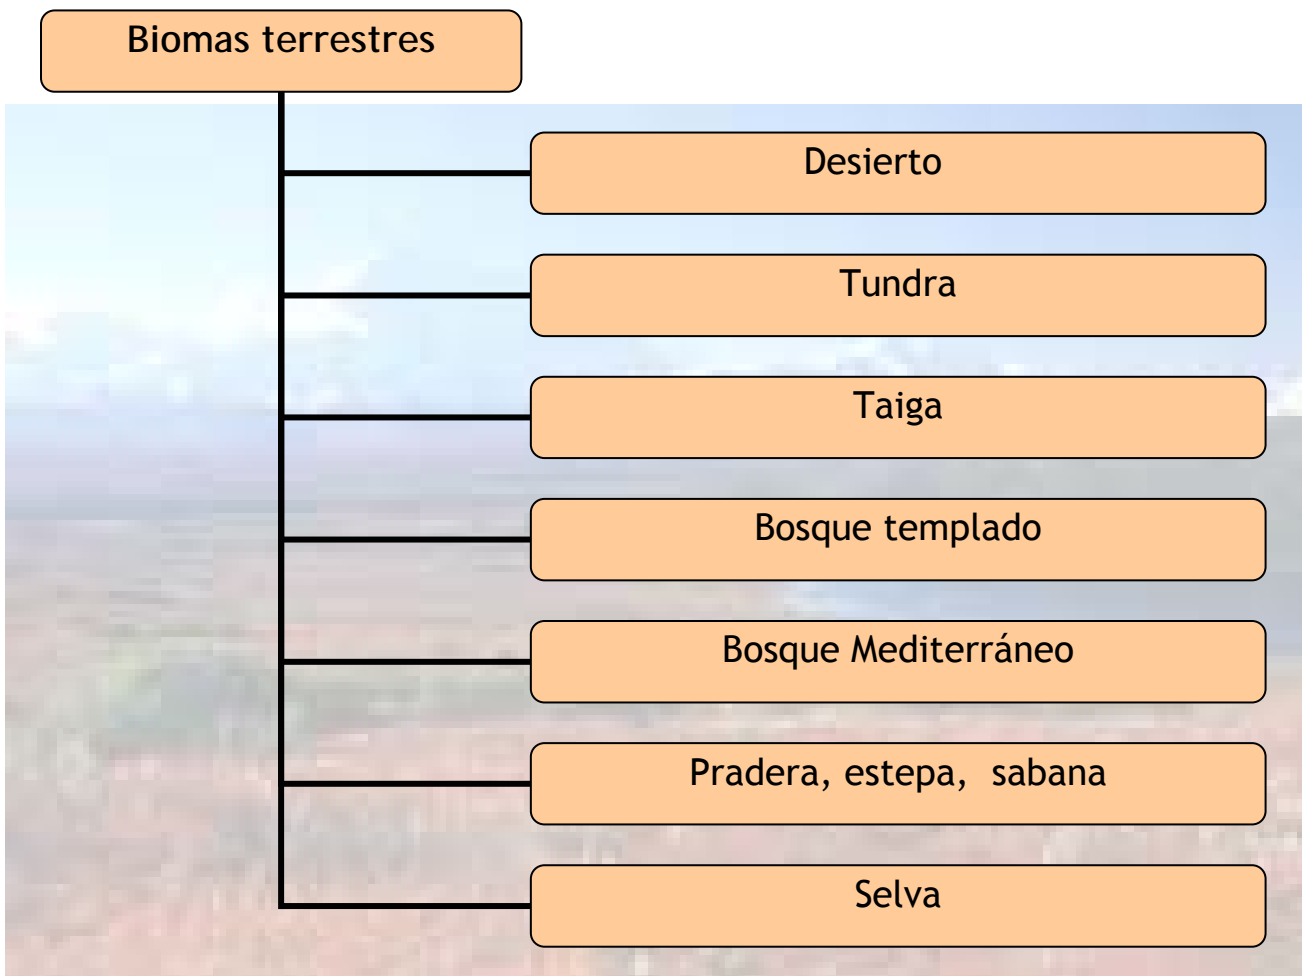 Biomas terrestres
Desierto
Tundra
Taiga
Bosque templado
Bosque Mediterráneo
Pradera, estepa, sabana
Selva